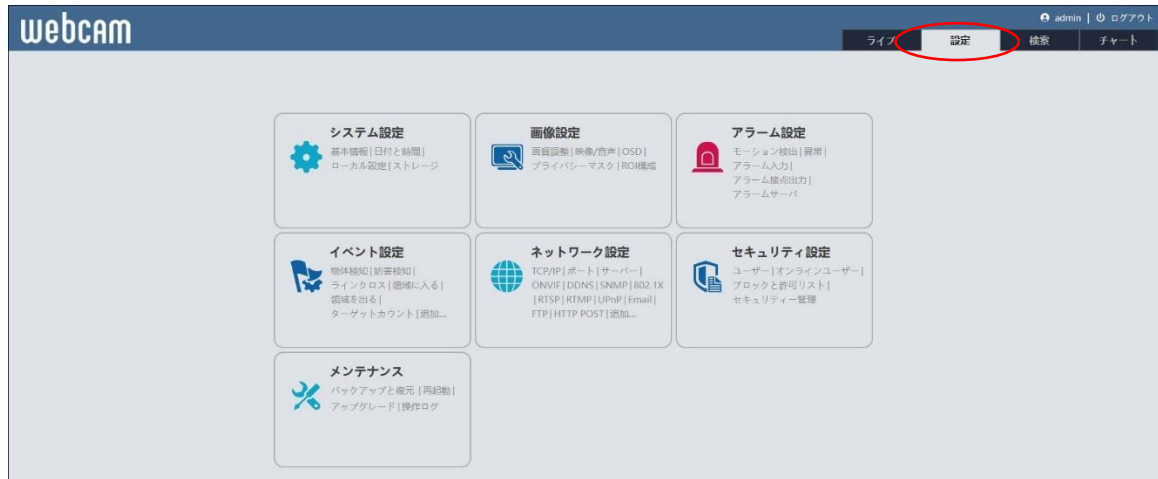 webcam
admin | ログアウト
ライブ 設定 検索 チャート
システム設定
基本情報|日付と時間|
ローカル設定|ストレージ
画像設定
画質調整|映像/音声|OSD|
プライバシーマスク|ROI構成
アラーム設定
モーション検出|異常|
アラーム入力|
アラーム接点出力|
アラームサーバ
イベント設定
物体検知|妨害検知|
ラインクロス|領域に入る|
領域を出る|
ターゲットカウント|追加...
ネットワーク設定
TCP/IP|ポート|サーバー|
ONVIF|DDNS|SNMP|802.1X
|RTSP|RTMP|UPnP|Email|
FTP|HTTP POST|追加...
セキュリティ設定
ユーザー|オンラインユーザー|
ブロックと許可リスト|
セキュリティー管理
メンテナンス
バックアップと復元|再起動|
アップグレード|操作ログ